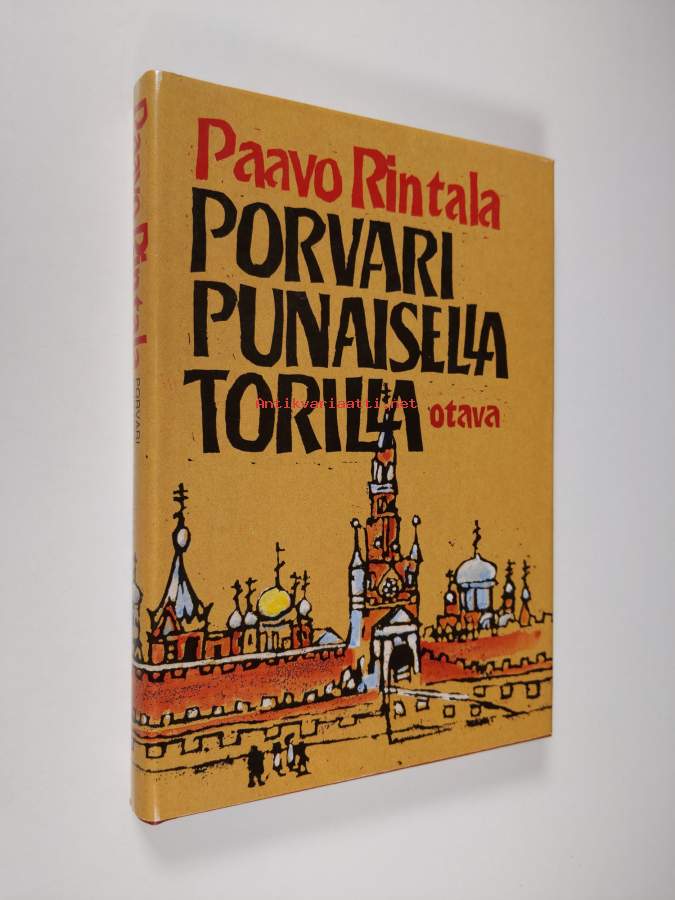 Paavo Rintala
PORVARI
PUNAISELLA
TORILLA
otava
Antikvariaatti.net
Paavo Rintala
PORVARI